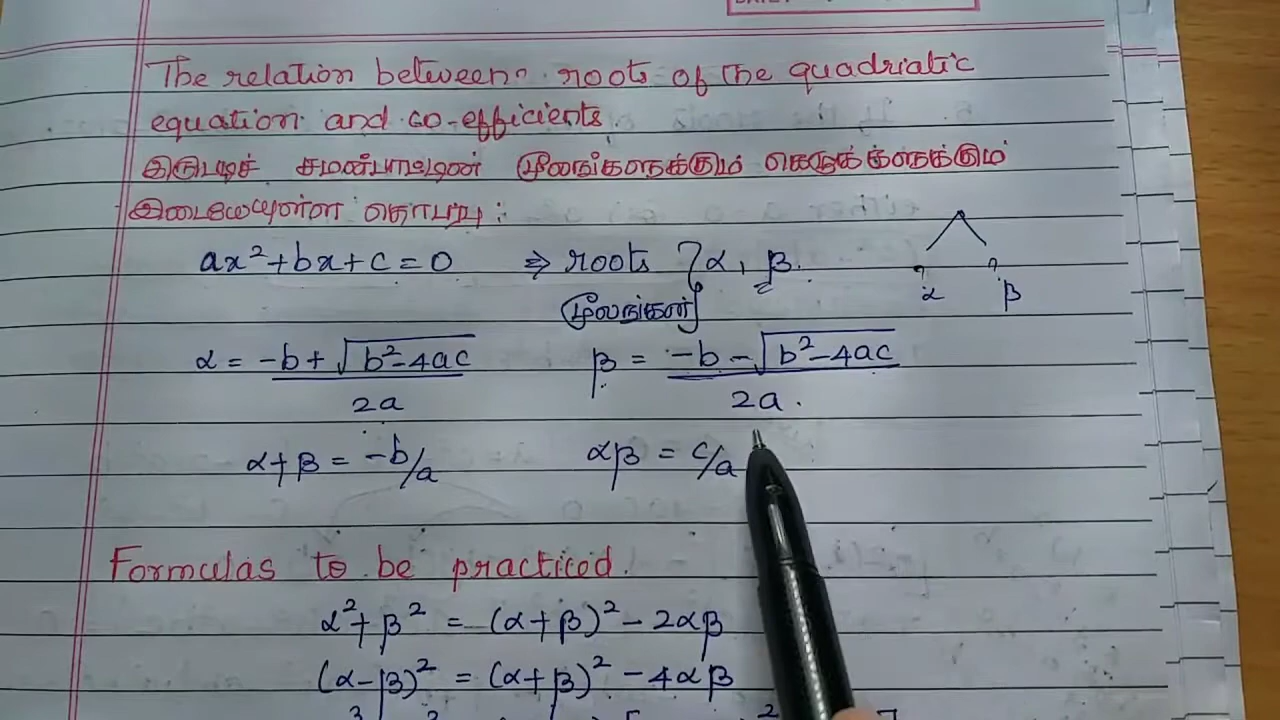 The relation between roots of the quadriatic
equation and co-efficients.
இருபடிச் சமன்பாட்டின் மூலங்களுக்கும் கெழுக்களுக்கும்
இடையேயுள்ள தொடர்பு :
ax²+bx+c=0 ⇒ roots α, β.
மூலங்கள்
α β
α = -b+√b²-4ac β = -b-√b²-4ac
2a 2a.
α+β = -b/a αβ = c/a
Formulas to be practiced.
α²+β² = (α+β)²-2αβ
(α-β)² = (α+β)² -4αβ